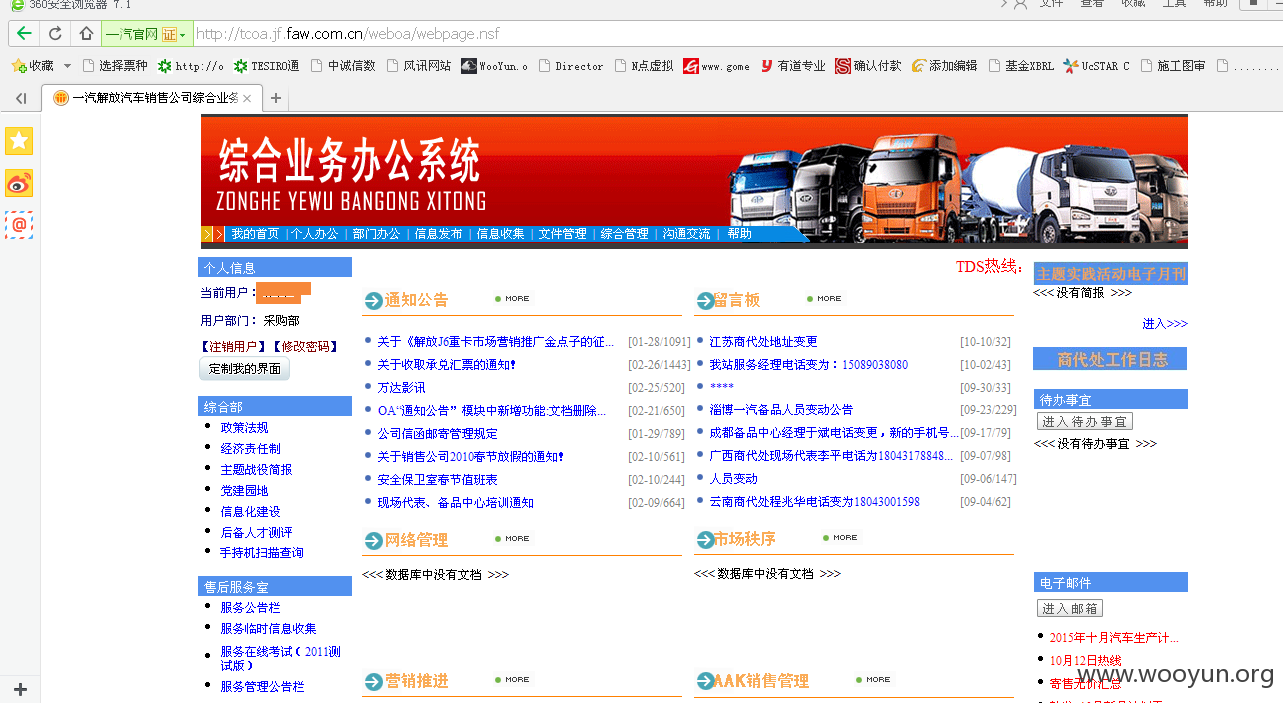 360安全浏览器 7.1
文件 查看 收藏 工具 帮助
一汽官网 证 http://tcoa.jf.faw.com.cn/weboa/webpage.nsf
收藏 选择票种 http://o TESIRO通 中诚信数 风讯网站 WooYun.o Director N点虚拟 www.gome 有道专业 确认付款 添加编辑 基金XBRL UcSTAR C 施工图审 ........
一汽解放汽车销售公司综合业务
综合业务办公系统
ZONGHE YEWU BANGONG XITONG
我的首页 | 个人办公 | 部门办公 | 信息发布 | 信息收集 | 文件管理 | 综合管理 | 沟通交流 | 帮助
个人信息
当前用户：
用户部门： 采购部
【注销用户】【修改密码】
定制我的界面
综合部
政策法规
经济责任制
主题战役简报
党建园地
信息化建设
后备人才测评
手持机扫描查询
售后服务室
服务公告栏
服务临时信息收集
服务在线考试（2011测试版）
服务管理公告栏
TDS热线：
通知公告 MORE
关于《解放J6重卡市场营销推广金点子的征... [01-28/1091]
关于收取承兑汇票的通知! [02-26/1443]
万达影讯 [02-25/520]
OA“通知公告”模块中新增功能:文档删除... [02-21/650]
公司信函邮寄管理规定 [01-29/789]
关于销售公司2010春节放假的通知! [02-10/561]
安全保卫室春节值班表 [02-10/244]
现场代表、备品中心培训通知 [02-09/664]
留言板 MORE
江苏商代处地址变更 [10-10/32]
我站服务经理电话变为：15089038080 [10-02/43]
**** [09-30/33]
淄博一汽备品人员变动公告 [09-23/229]
成都备品中心经理于斌电话变更，新的手机号... [09-17/79]
广西商代处现场代表李平电话为18043178848... [09-07/98]
人员变动 [09-06/147]
云南商代处程兆华电话变为18043001598 [09-04/62]
网络管理 MORE
<<< 数据库中没有文档 >>>
市场秩序 MORE
<<< 数据库中没有文档 >>>
营销推进 MORE
AAK销售管理 MORE
主题实践活动电子月刊
<<< 没有简报 >>>
进入>>>
商代处工作日志
待办事宜
进入待办事宜
<<< 没有待办事宜 >>>
电子邮件
进入邮箱
2015年十月汽车生产计...
10月12日热线
寄售无价汇总
www.wooyun.org